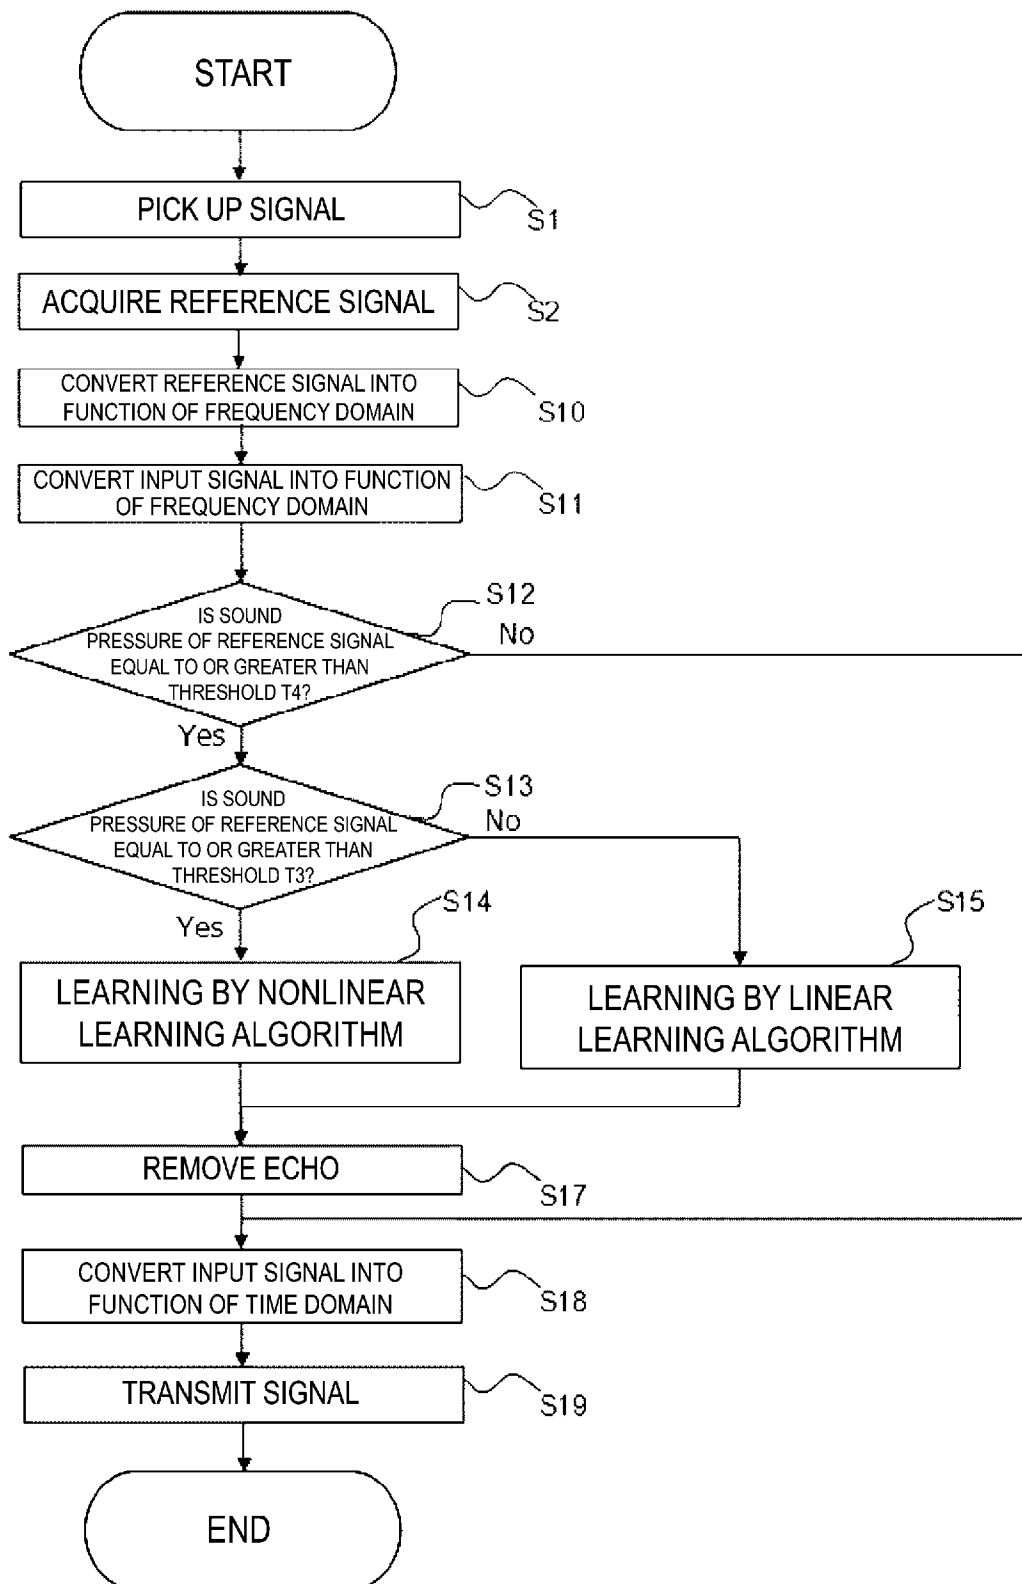 START
PICK UP SIGNAL
S1
ACQUIRE REFERENCE SIGNAL
S2
CONVERT REFERENCE SIGNAL INTO
FUNCTION OF FREQUENCY DOMAIN
S10
CONVERT INPUT SIGNAL INTO FUNCTION
OF FREQUENCY DOMAIN
S11
S12
IS SOUND
PRESSURE OF REFERENCE SIGNAL
EQUAL TO OR GREATER THAN
THRESHOLD T4?
No
Yes
S13
IS SOUND
PRESSURE OF REFERENCE SIGNAL
EQUAL TO OR GREATER THAN
THRESHOLD T3?
No
Yes
S14
LEARNING BY NONLINEAR
LEARNING ALGORITHM
S15
LEARNING BY LINEAR
LEARNING ALGORITHM
REMOVE ECHO
S17
CONVERT INPUT SIGNAL INTO
FUNCTION OF TIME DOMAIN
S18
TRANSMIT SIGNAL
S19
END